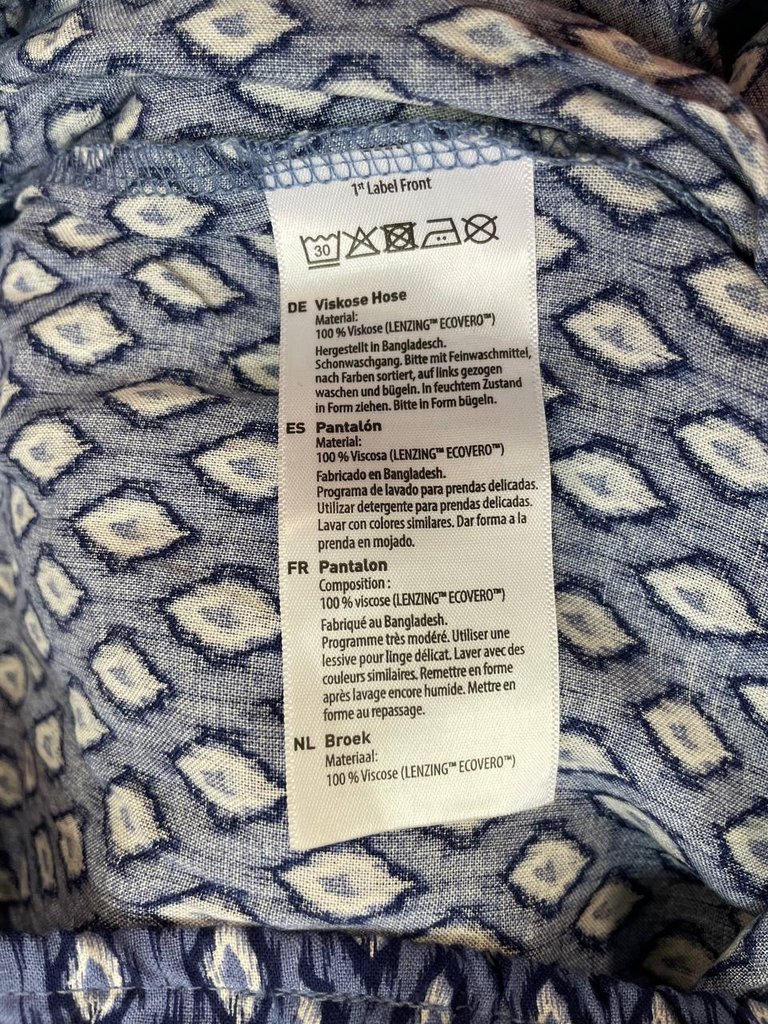 1st Label Front
30
DE Viskose Hose
Material:
100 % Viskose (LENZING™ ECOVERO™)
Hergestellt in Bangladesch.
Schonwaschgang. Bitte mit Feinwaschmittel,
nach Farben sortiert, auf links gezogen
waschen und bügeln. In feuchtem Zustand
in Form ziehen. Bitte in Form bügeln.
ES Pantalón
Material:
100 % Viscosa (LENZING™ ECOVERO™)
Fabricado en Bangladesh.
Programa de lavado para prendas delicadas.
Utilizar detergente para prendas delicadas.
Lavar con colores similares. Dar forma a la
prenda en mojado.
FR Pantalon
Composition :
100 % viscose (LENZING™ ECOVERO™)
Fabriqué au Bangladesh.
Programme très modéré. Utiliser une
lessive pour linge délicat. Laver avec des
couleurs similaires. Remettre en forme
après lavage encore humide. Mettre en
forme au repassage.
NL Broek
Materiaal:
100 % Viscose (LENZING™ ECOVERO™)